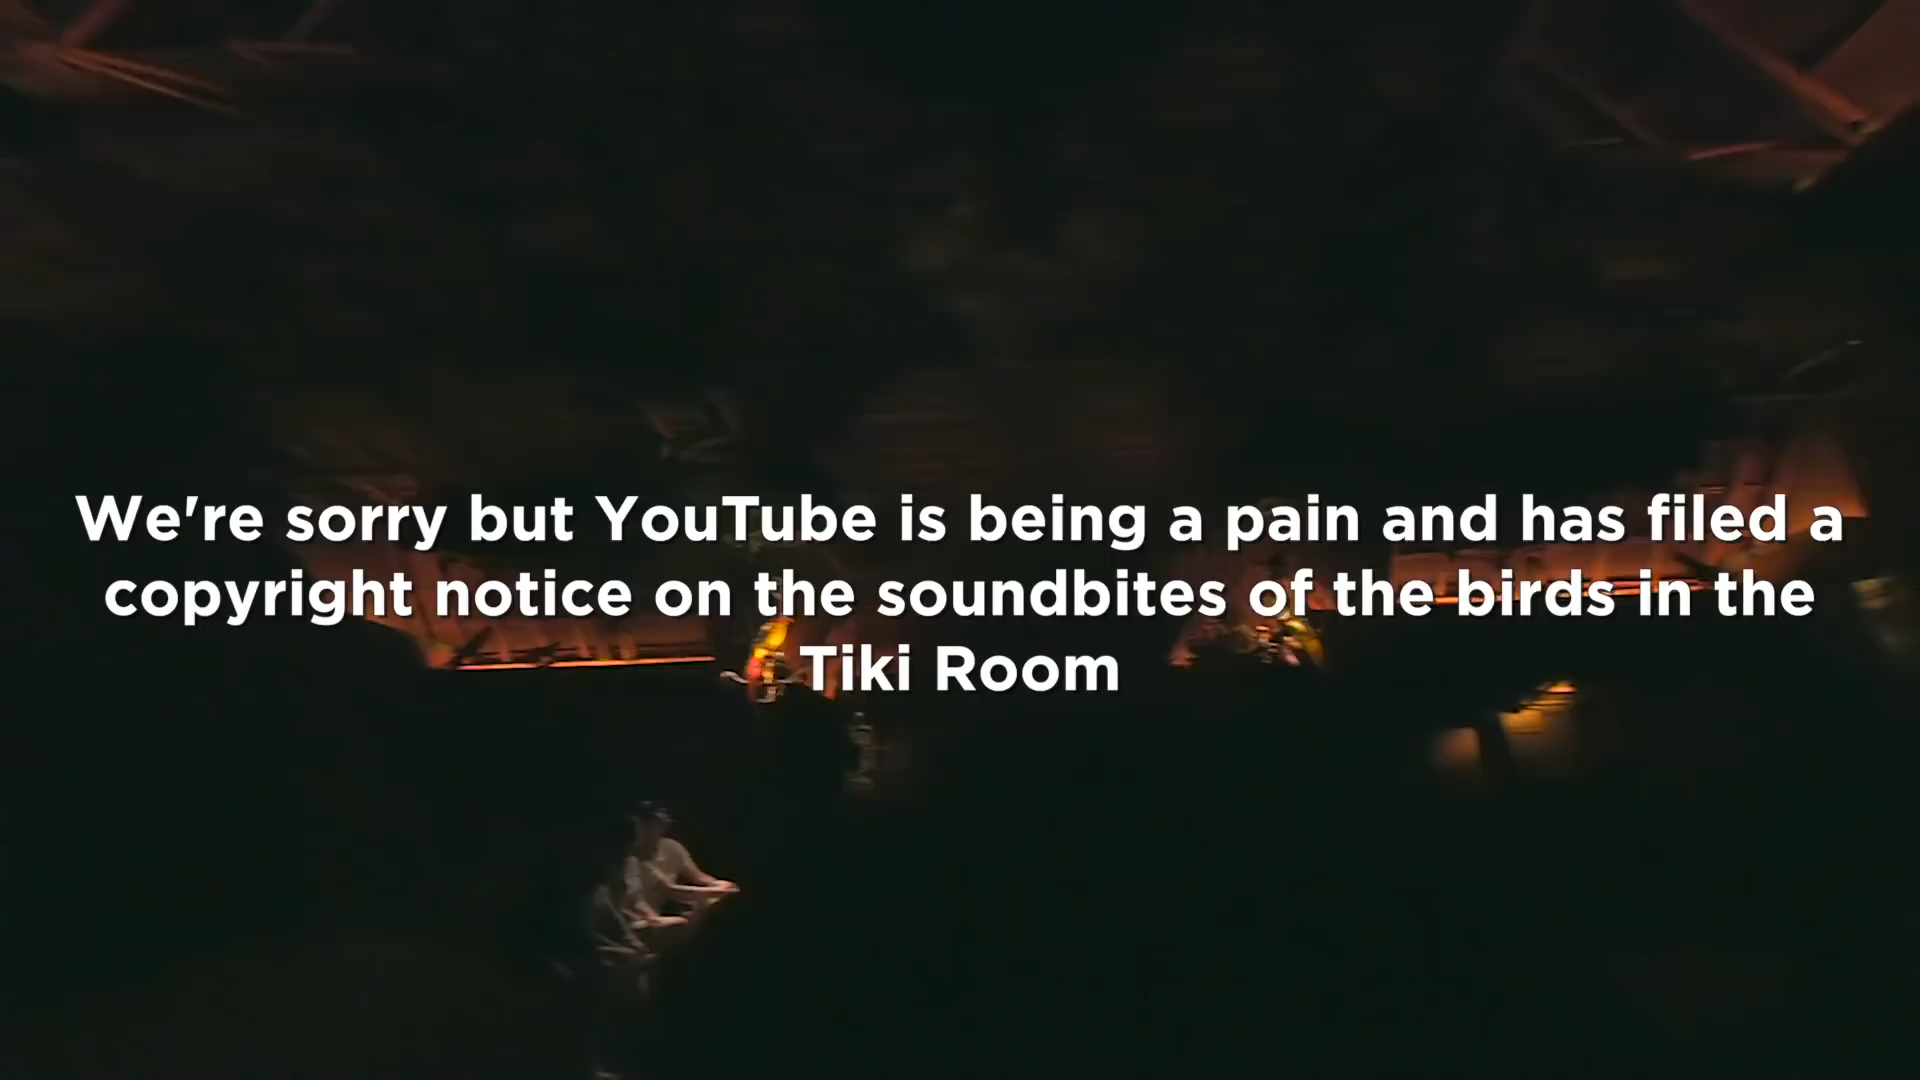 We're sorry but YouTube is being a pain and has filed a
copyright notice on the soundbites of the birds in the
Tiki Room